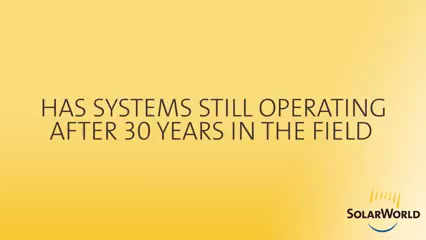 HAS SYSTEMS STILL OPERATING
AFTER 30 YEARS IN THE FIELD
SOLARWORLD